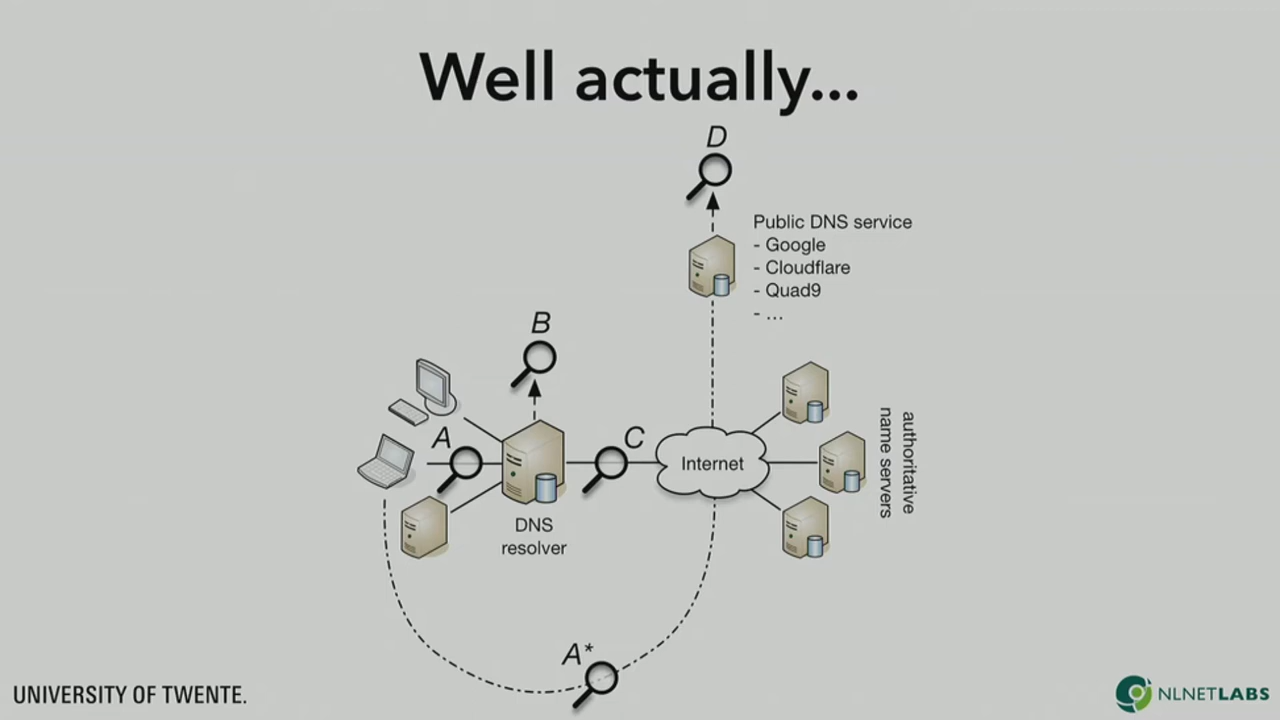 Well actually...
D
Public DNS service
- Google
- Cloudflare
- Quad9
- ...
B
A
C
Internet
authoritative
name servers
DNS
resolver
A*
UNIVERSITY OF TWENTE.
NLNETLABS